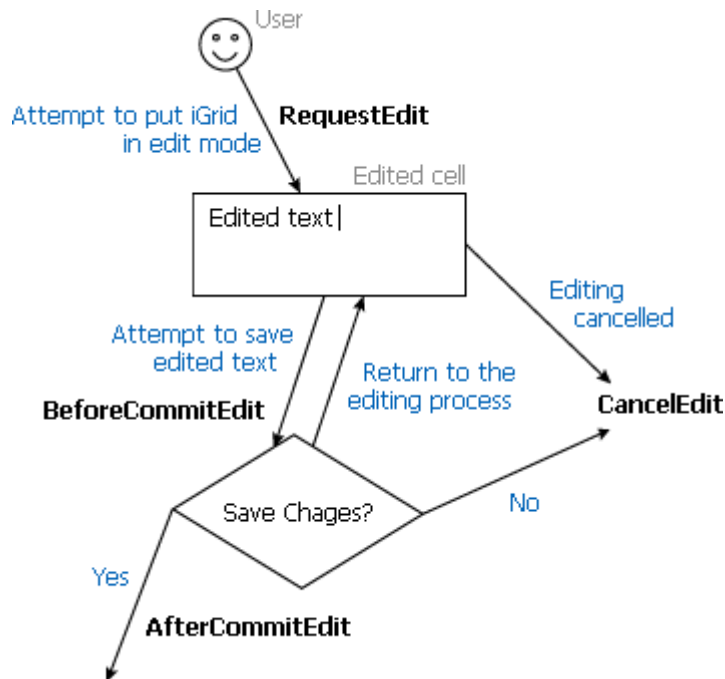 User
Attempt to put iGrid
in edit mode
RequestEdit
Edited cell
Edited text
Editing
cancelled
Attempt to save
edited text
Return to the
editing process
BeforeCommitEdit
CancelEdit
Save Chages?
No
Yes
AfterCommitEdit